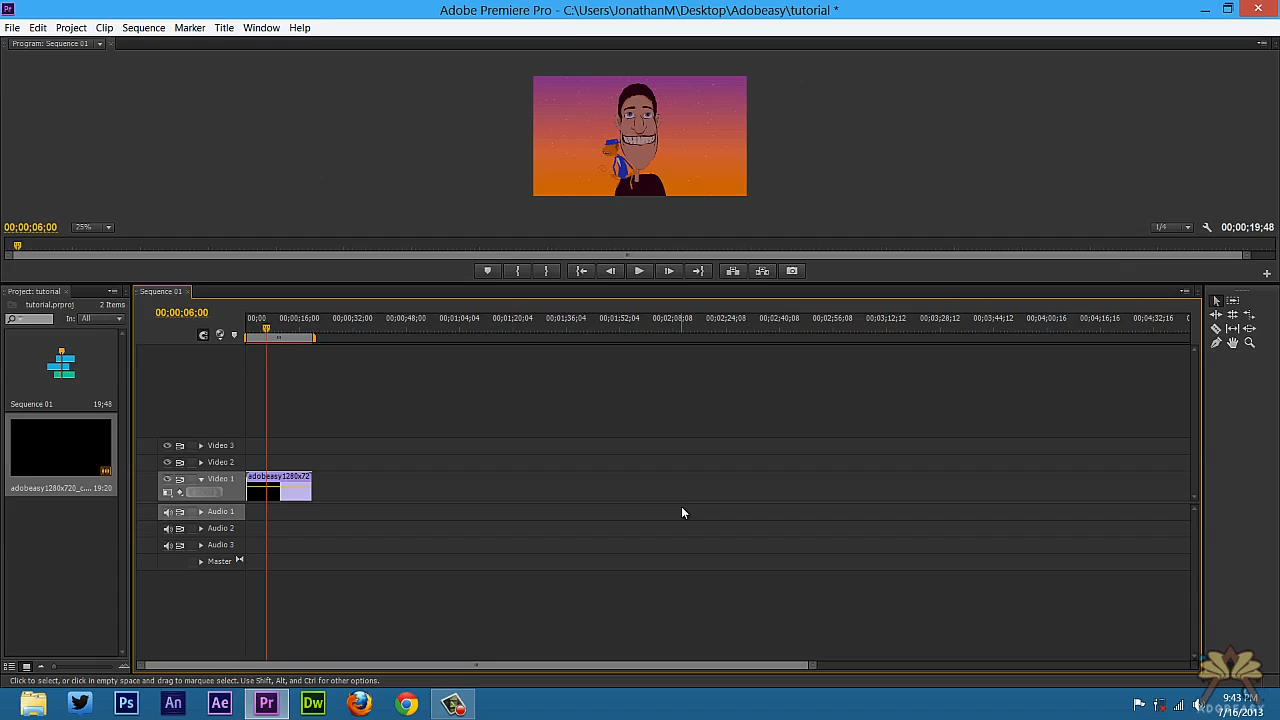 Pr Adobe Premiere Pro - C:\Users\JonathanM\Desktop\Adobeasy\tutorial *
File Edit Project Clip Sequence Marker Title Window Help
Program: Sequence 01
00;00;06;00 25% 1/4 00;00;19;48
Project: tutorial
tutorial.prproj 2 Items
In: All
Sequence 01 19;48
adobeasy1280x720_c... 19;20
Sequence 01
00;00;06;00
00;00 00;00;16;00 00;00;32;00 00;00;48;00 00;01;04;04 00;01;20;04 00;01;36;04 00;01;52;04 00;02;08;08 00;02;24;08 00;02;40;08 00;02;56;08 00;03;12;12 00;03;28;12 00;03;44;12 00;04;00;16 00;04;16;16 00;04;32;16 0
Video 3
Video 2
Video 1 adobeasy1280x72
Audio 1
Audio 2
Audio 3
Master
Click to select, or click in empty space and drag to marquee select. Use Shift, Alt, and Ctrl for other options.
Ps An Ae Pr Dw
9:43 PM
7/16/2013
ADOBEASY